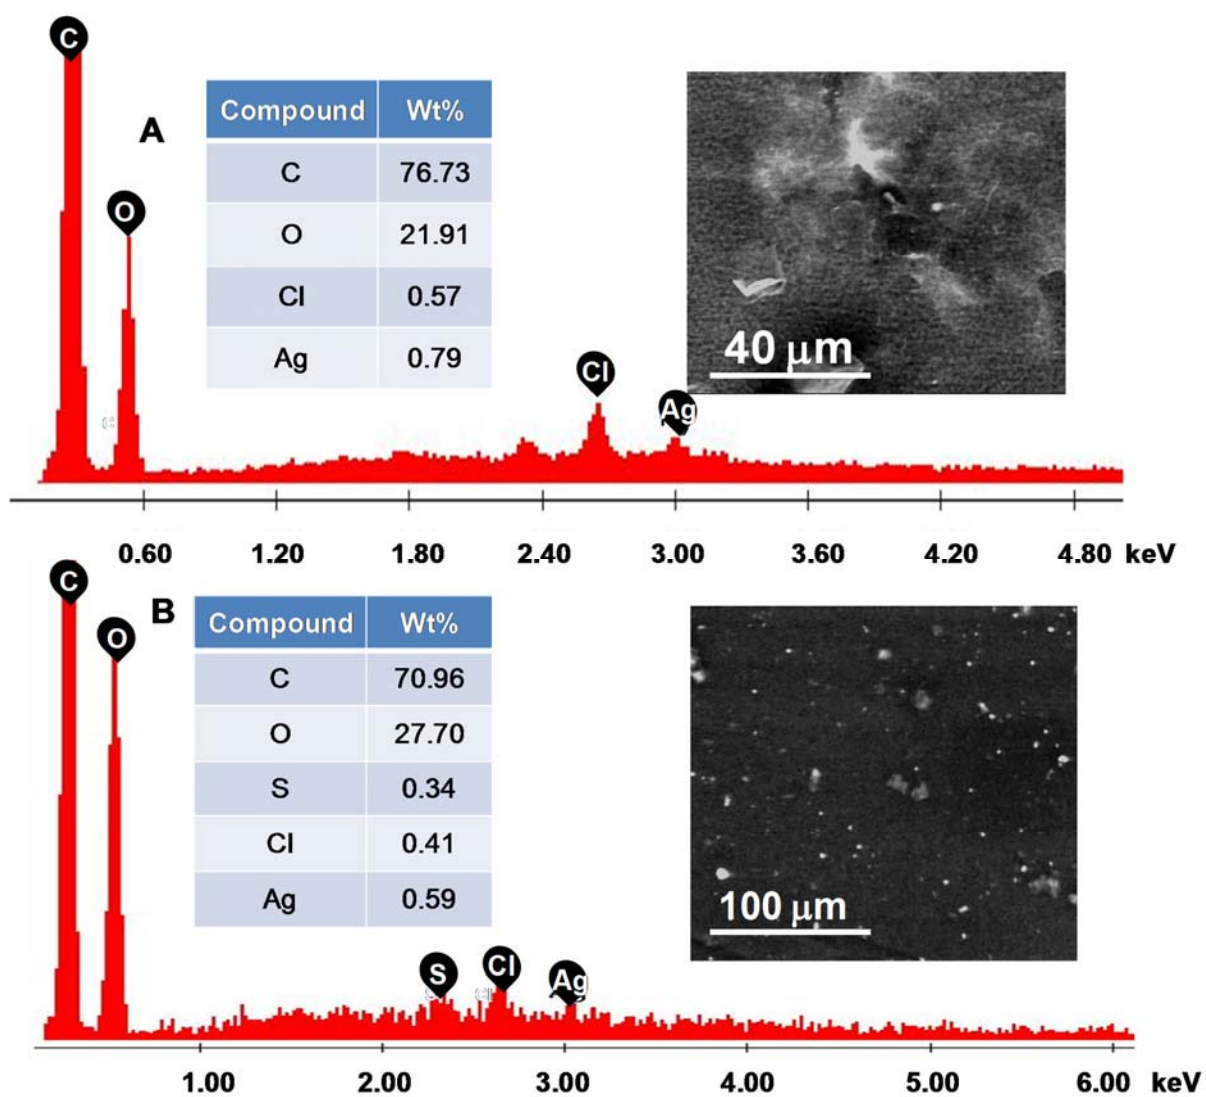 C
O
A
Compound Wt%
C 76.73
O 21.91
Cl 0.57
Ag 0.79
40 μm
Cl
Ag
0.60 1.20 1.80 2.40 3.00 3.60 4.20 4.80 keV
C
O
B
Compound Wt%
C 70.96
O 27.70
S 0.34
Cl 0.41
Ag 0.59
100 μm
S
Cl
Ag
1.00 2.00 3.00 4.00 5.00 6.00 keV